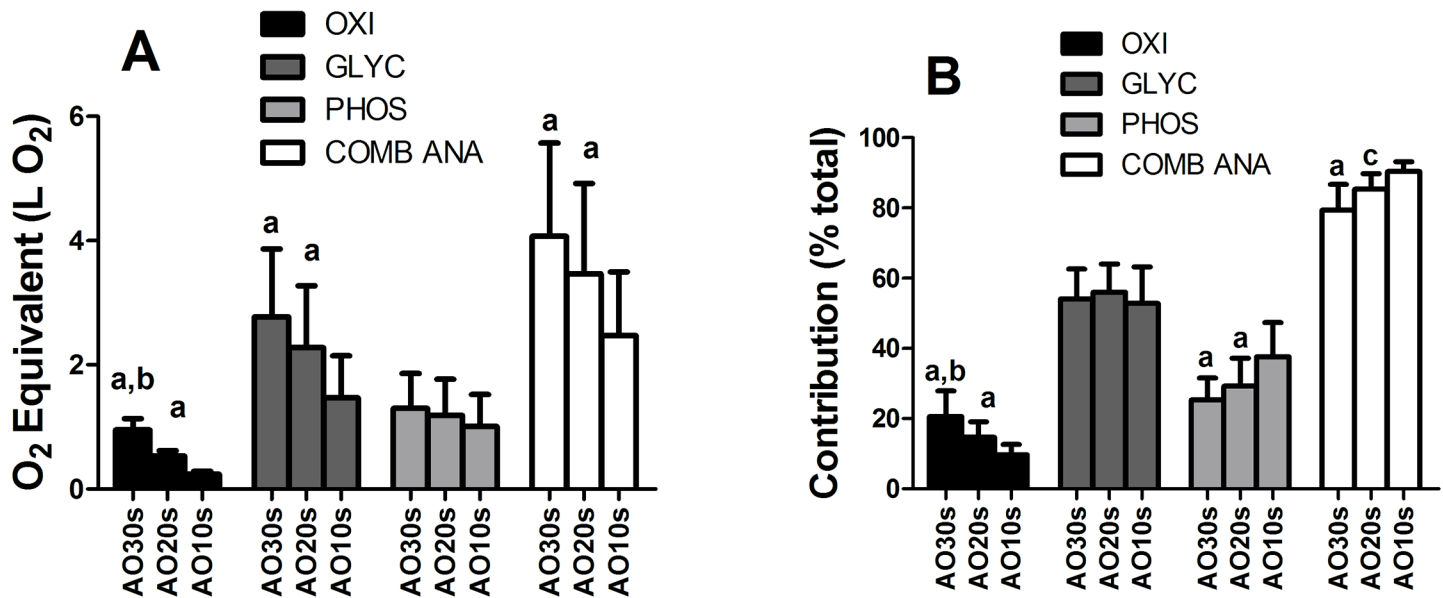 A
OXI
GLYC
PHOS
COMB ANA
O2 Equivalent (L O2)
6
4
2
0
a,b
a
a
a
a
a
AO30s
AO20s
AO10s
AO30s
AO20s
AO10s
AO30s
AO20s
AO10s
AO30s
AO20s
AO10s
B
OXI
GLYC
PHOS
COMB ANA
Contribution (% total)
100
80
60
40
20
0
a,b
a
a
a
a
c
AO30s
AO20s
AO10s
AO30s
AO20s
AO10s
AO30s
AO20s
AO10s
AO30s
AO20s
AO10s